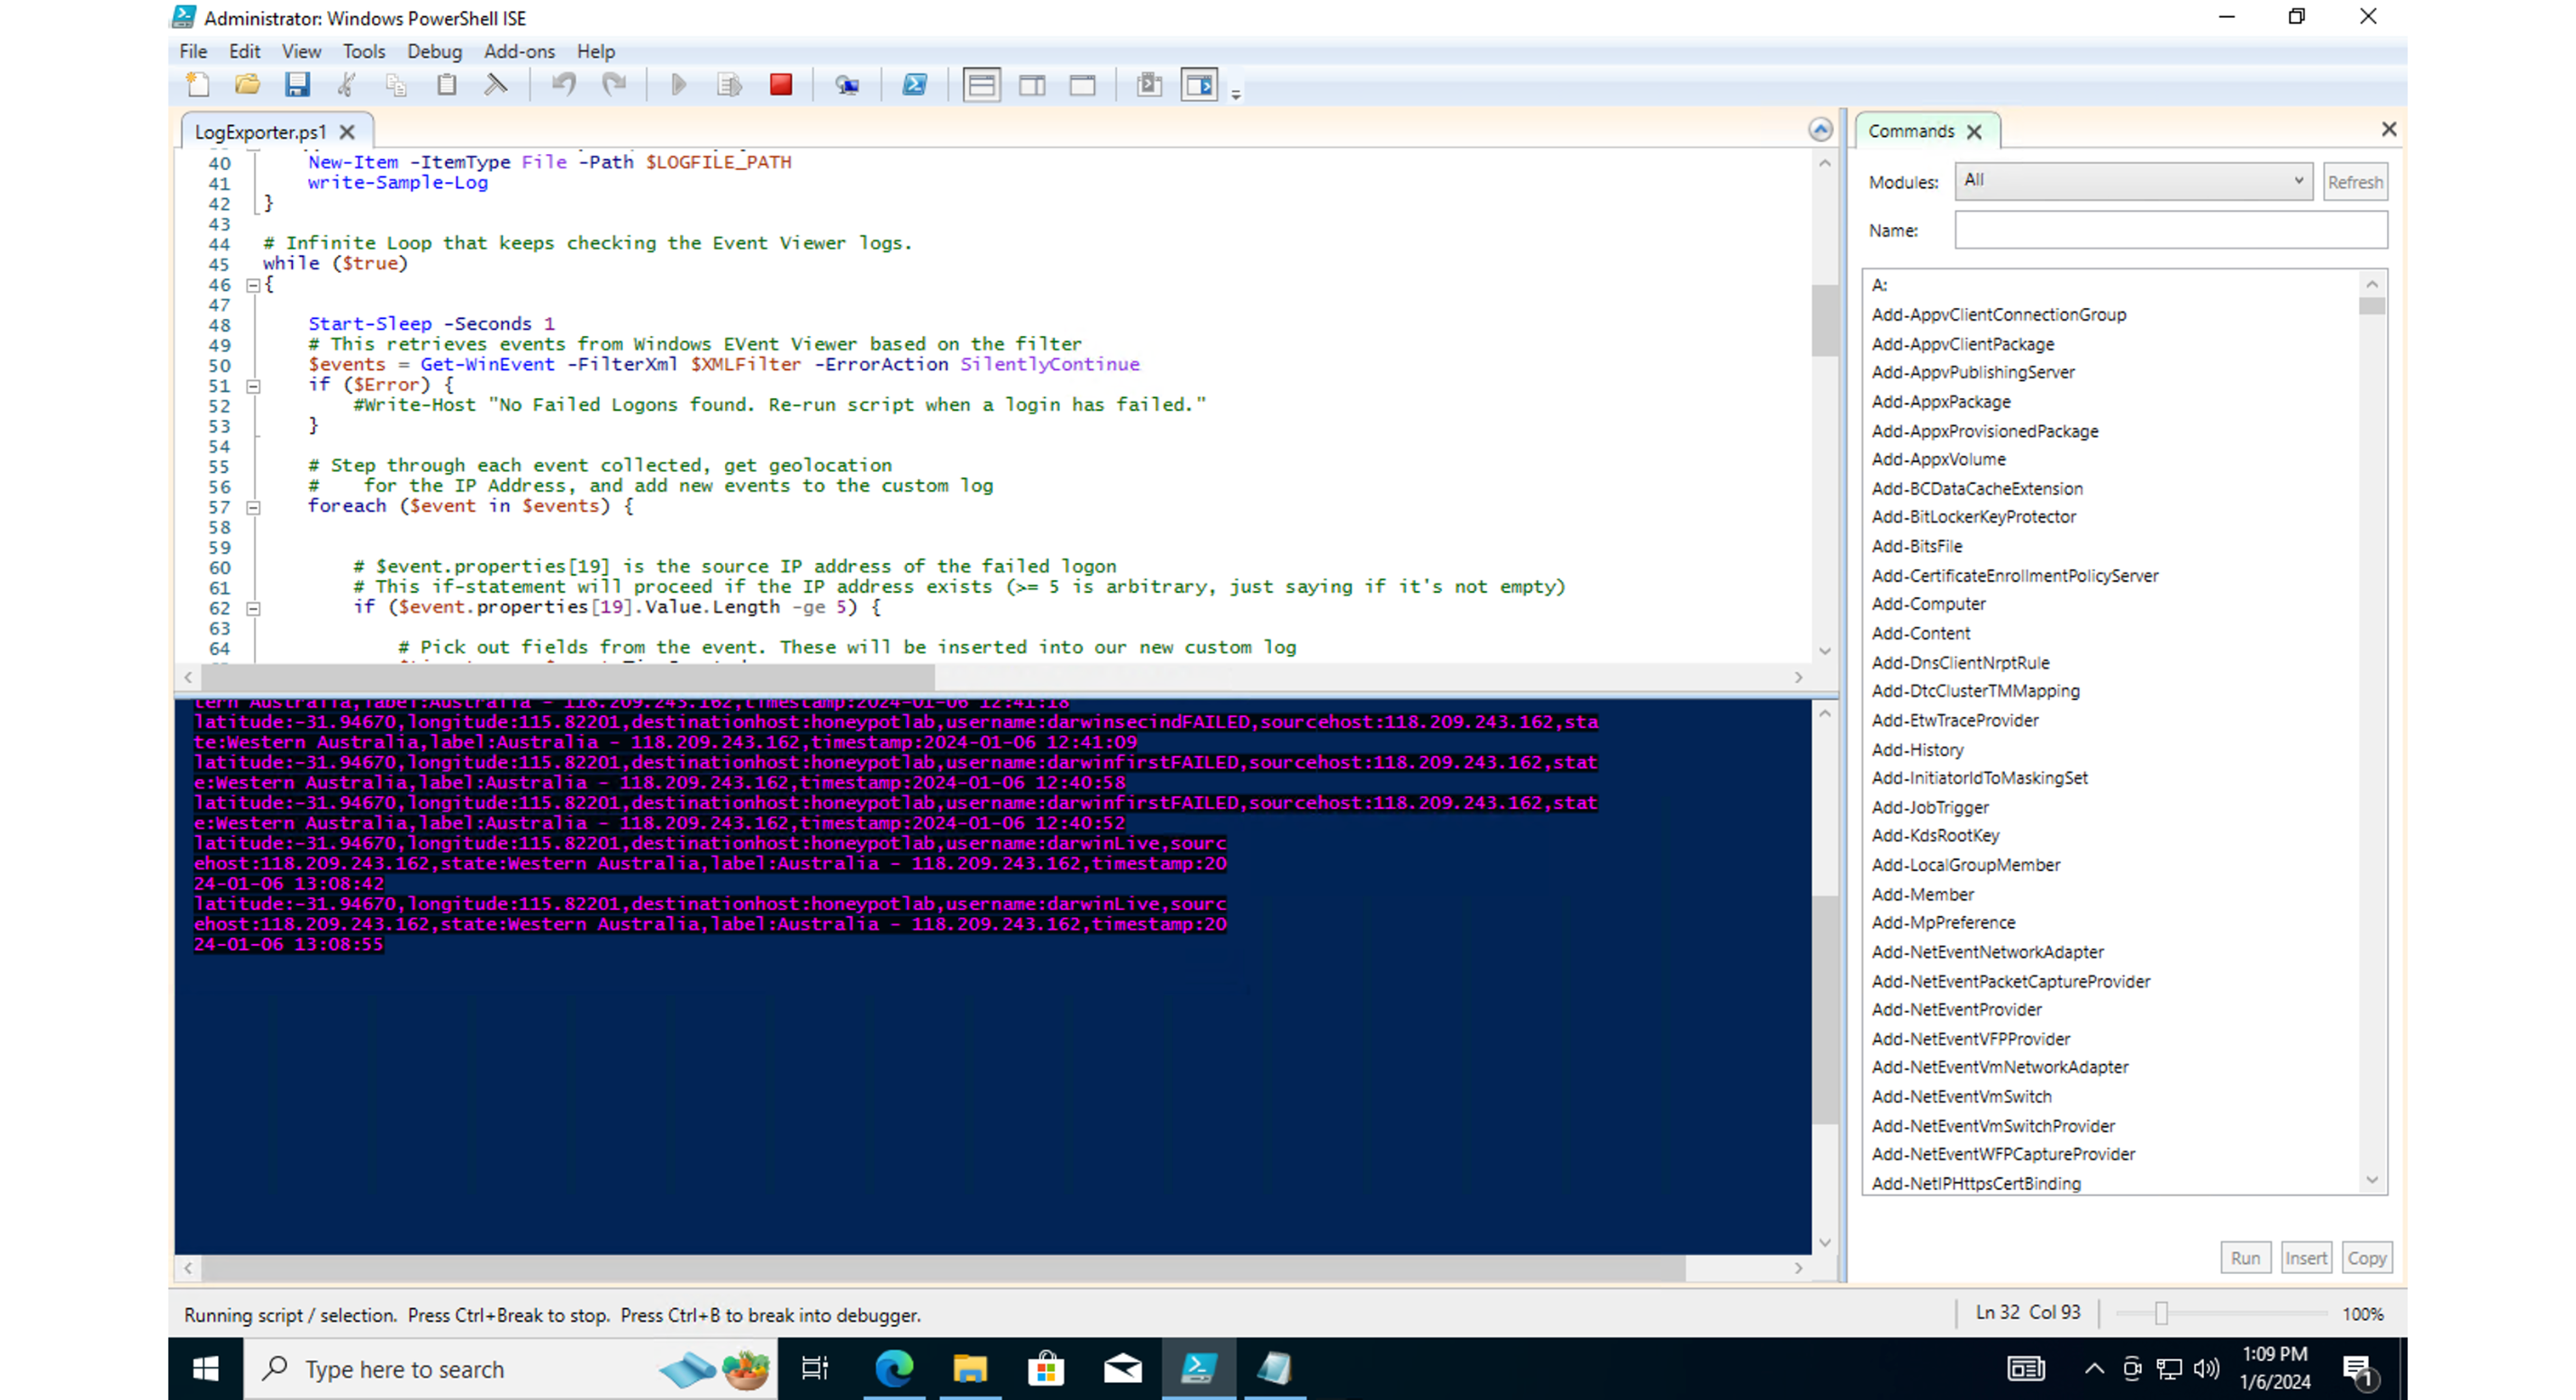 Administrator: Windows PowerShell ISE
File Edit View Tools Debug Add-ons Help
LogExporter.ps1
40 New-Item -ItemType File -Path $LOGFILE_PATH
41 write-Sample-Log
42 }
43
44 # Infinite Loop that keeps checking the Event Viewer logs.
45 while ($true)
46 {
47
48 Start-Sleep -Seconds 1
49 # This retrieves events from Windows EVent Viewer based on the filter
50 $events = Get-WinEvent -FilterXml $XMLFilter -ErrorAction SilentlyContinue
51 if ($Error) {
52 #Write-Host "No Failed Logons found. Re-run script when a login has failed."
53 }
54
55 # Step through each event collected, get geolocation
56 #    for the IP Address, and add new events to the custom log
57 foreach ($event in $events) {
58
59
60 # $event.properties[19] is the source IP address of the failed logon
61 # This if-statement will proceed if the IP address exists (>= 5 is arbitrary, just saying if it's not empty)
62 if ($event.properties[19].Value.Length -ge 5) {
63
64 # Pick out fields from the event. These will be inserted into our new custom log
tern Australia,label:Australia - 118.209.243.162,timestamp:2024-01-06 12:41:18
latitude:-31.94670,longitude:115.82201,destinationhost:honeypotlab,username:darwinsecindFAILED,sourcehost:118.209.243.162,sta
te:Western Australia,label:Australia - 118.209.243.162,timestamp:2024-01-06 12:41:09
latitude:-31.94670,longitude:115.82201,destinationhost:honeypotlab,username:darwinfirstFAILED,sourcehost:118.209.243.162,stat
e:Western Australia,label:Australia - 118.209.243.162,timestamp:2024-01-06 12:40:58
latitude:-31.94670,longitude:115.82201,destinationhost:honeypotlab,username:darwinfirstFAILED,sourcehost:118.209.243.162,stat
e:Western Australia,label:Australia - 118.209.243.162,timestamp:2024-01-06 12:40:52
latitude:-31.94670,longitude:115.82201,destinationhost:honeypotlab,username:darwinLive,sourc
ehost:118.209.243.162,state:Western Australia,label:Australia - 118.209.243.162,timestamp:20
24-01-06 13:08:42
latitude:-31.94670,longitude:115.82201,destinationhost:honeypotlab,username:darwinLive,sourc
ehost:118.209.243.162,state:Western Australia,label:Australia - 118.209.243.162,timestamp:20
24-01-06 13:08:55
Commands
Modules: All Refresh
Name:
A:
Add-AppvClientConnectionGroup
Add-AppvClientPackage
Add-AppvPublishingServer
Add-AppxPackage
Add-AppxProvisionedPackage
Add-AppxVolume
Add-BCDataCacheExtension
Add-BitLockerKeyProtector
Add-BitsFile
Add-CertificateEnrollmentPolicyServer
Add-Computer
Add-Content
Add-DnsClientNrptRule
Add-DtcClusterTMMapping
Add-EtwTraceProvider
Add-History
Add-InitiatorIdToMaskingSet
Add-JobTrigger
Add-KdsRootKey
Add-LocalGroupMember
Add-Member
Add-MpPreference
Add-NetEventNetworkAdapter
Add-NetEventPacketCaptureProvider
Add-NetEventProvider
Add-NetEventVFPProvider
Add-NetEventVmNetworkAdapter
Add-NetEventVmSwitch
Add-NetEventVmSwitchProvider
Add-NetEventWFPCaptureProvider
Add-NetIPHttpsCertBinding
Run Insert Copy
Running script / selection.  Press Ctrl+Break to stop.  Press Ctrl+B to break into debugger.
Ln 32 Col 93 100%
Type here to search
1:09 PM
1/6/2024
1